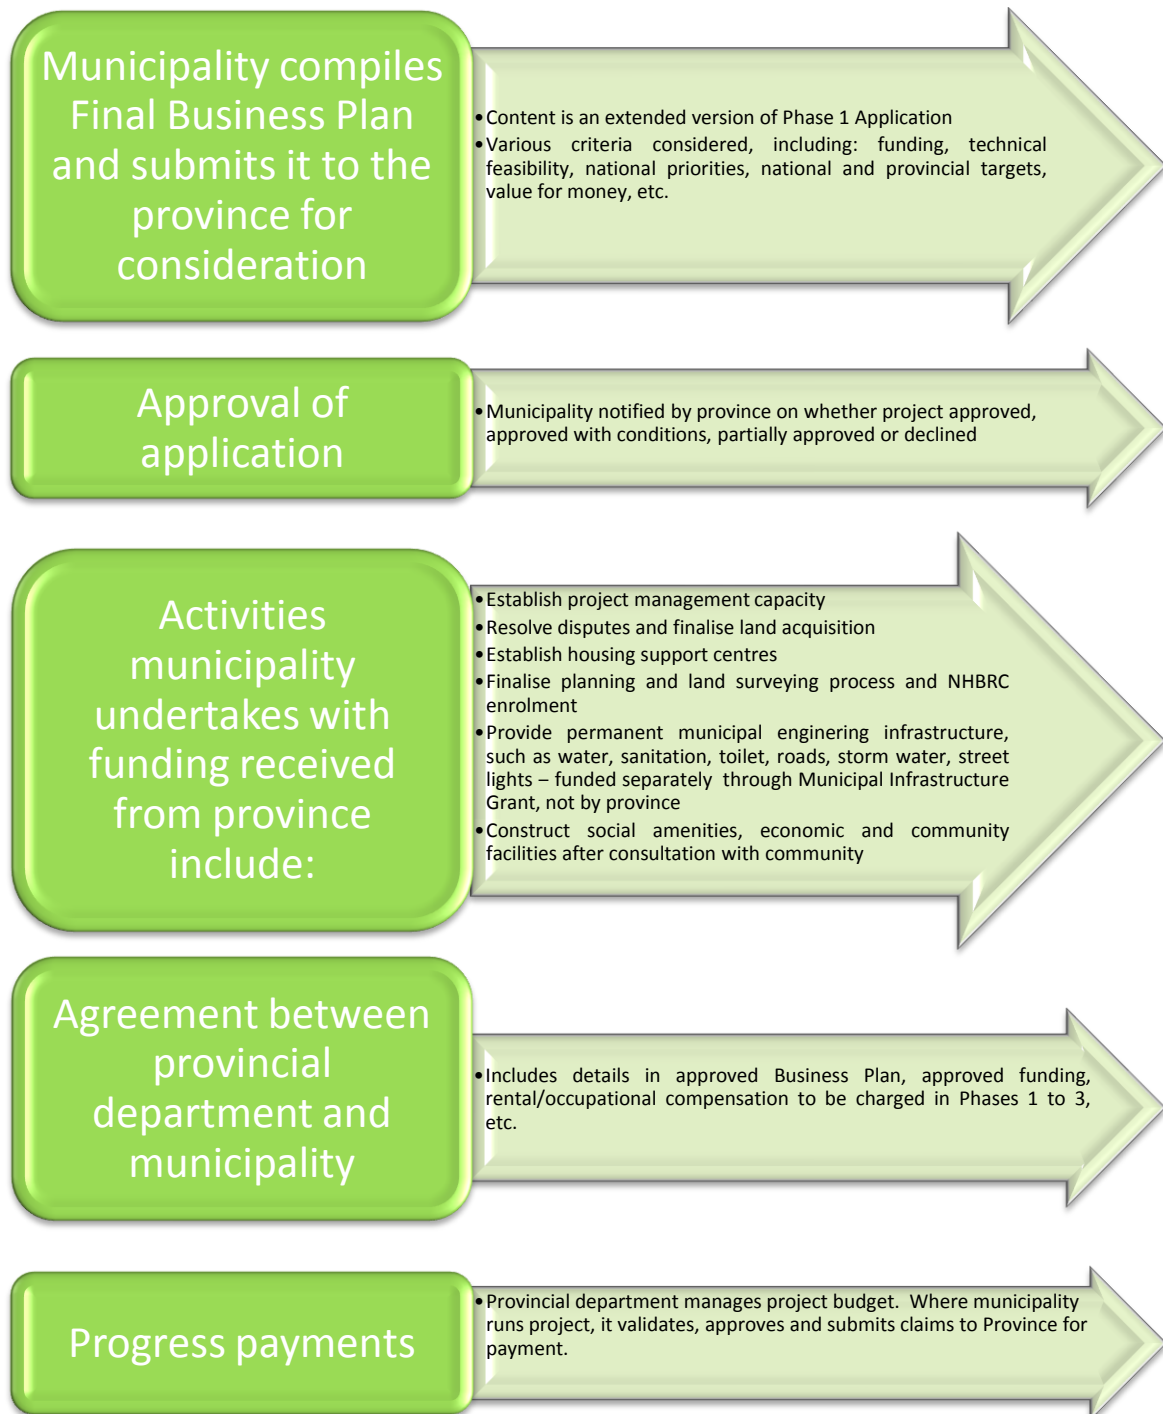 Municipality compiles
Final Business Plan
and submits it to the
province for
consideration
•Content is an extended version of Phase 1 Application
•Various criteria considered, including: funding, technical
feasibility, national priorities, national and provincial targets,
value for money, etc.
Approval of
application
•Municipality notified by province on whether project approved,
approved with conditions, partially approved or declined
Activities
municipality
undertakes with
funding received
from province
include:
•Establish project management capacity
•Resolve disputes and finalise land acquisition
•Establish housing support centres
•Finalise planning and land surveying process and NHBRC
enrolment
•Provide permanent municipal enginering infrastructure,
such as water, sanitation, toilet, roads, storm water, street
lights – funded separately through Municipal Infrastructure
Grant, not by province
•Construct social amenities, economic and community
facilities after consultation with community
Agreement between
provincial
department and
municipality
•Includes details in approved Business Plan, approved funding,
rental/occupational compensation to be charged in Phases 1 to 3,
etc.
Progress payments
•Provincial department manages project budget. Where municipality
runs project, it validates, approves and submits claims to Province for
payment.